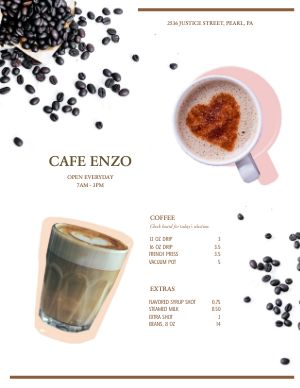 2536 JUSTICE STREET, PEARL, PA
CAFE ENZO
OPEN EVERYDAY
7AM - 3PM
COFFEE
Check board for today's selection
12 OZ DRIP 3
16 OZ DRIP 3.5
FRENCH PRESS 3.5
VACUUM POT 5
EXTRAS
FLAVORED SYRUP SHOT 0.75
STEAMED MILK 0.50
EXTRA SHOT 1
BEANS, 8 OZ 14